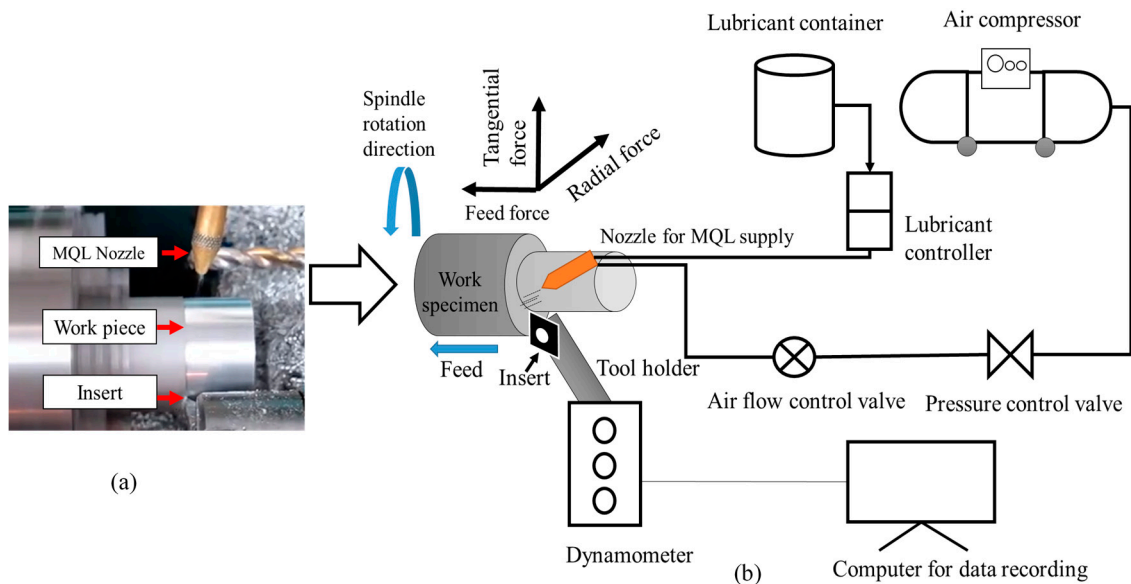 MQL Nozzle
Work piece
Insert
(a)
Spindle
rotation
direction
Tangential
force
Radial force
Feed force
Lubricant container
Air compressor
Lubricant
controller
Nozzle for MQL supply
Work
specimen
Feed
Insert
Tool holder
Air flow control valve
Pressure control valve
Dynamometer
(b)
Computer for data recording